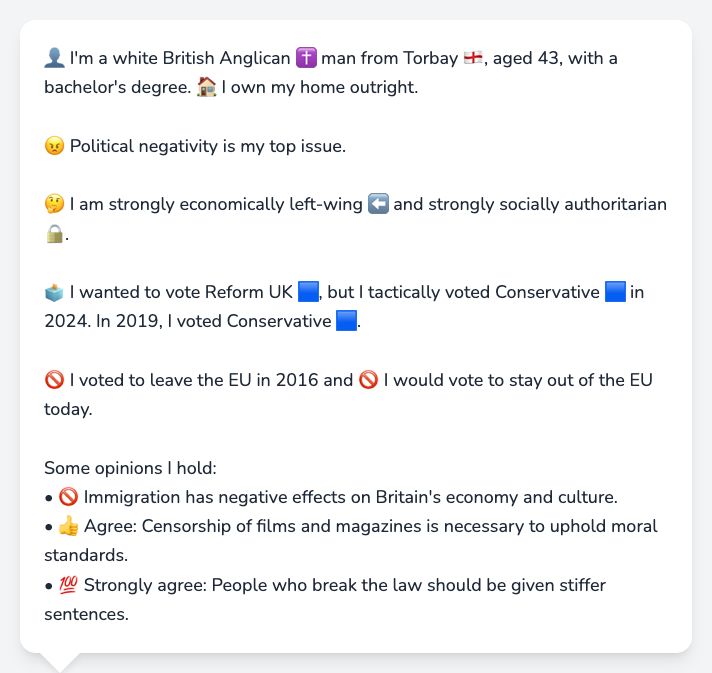 👤 I'm a white British Anglican ✝️ man from Torbay 🏴󠁧󠁢󠁥󠁮󠁧󠁿, aged 43, with a
bachelor's degree. 🏠 I own my home outright.
😠 Political negativity is my top issue.
🤔 I am strongly economically left-wing ⬅️ and strongly socially authoritarian
🔒.
🗳️ I wanted to vote Reform UK 🟦, but I tactically voted Conservative 🟦 in
2024. In 2019, I voted Conservative 🟦.
🚫 I voted to leave the EU in 2016 and 🚫 I would vote to stay out of the EU
today.
Some opinions I hold:
• 🚫 Immigration has negative effects on Britain's economy and culture.
• 👍 Agree: Censorship of films and magazines is necessary to uphold moral
standards.
• 💯 Strongly agree: People who break the law should be given stiffer
sentences.